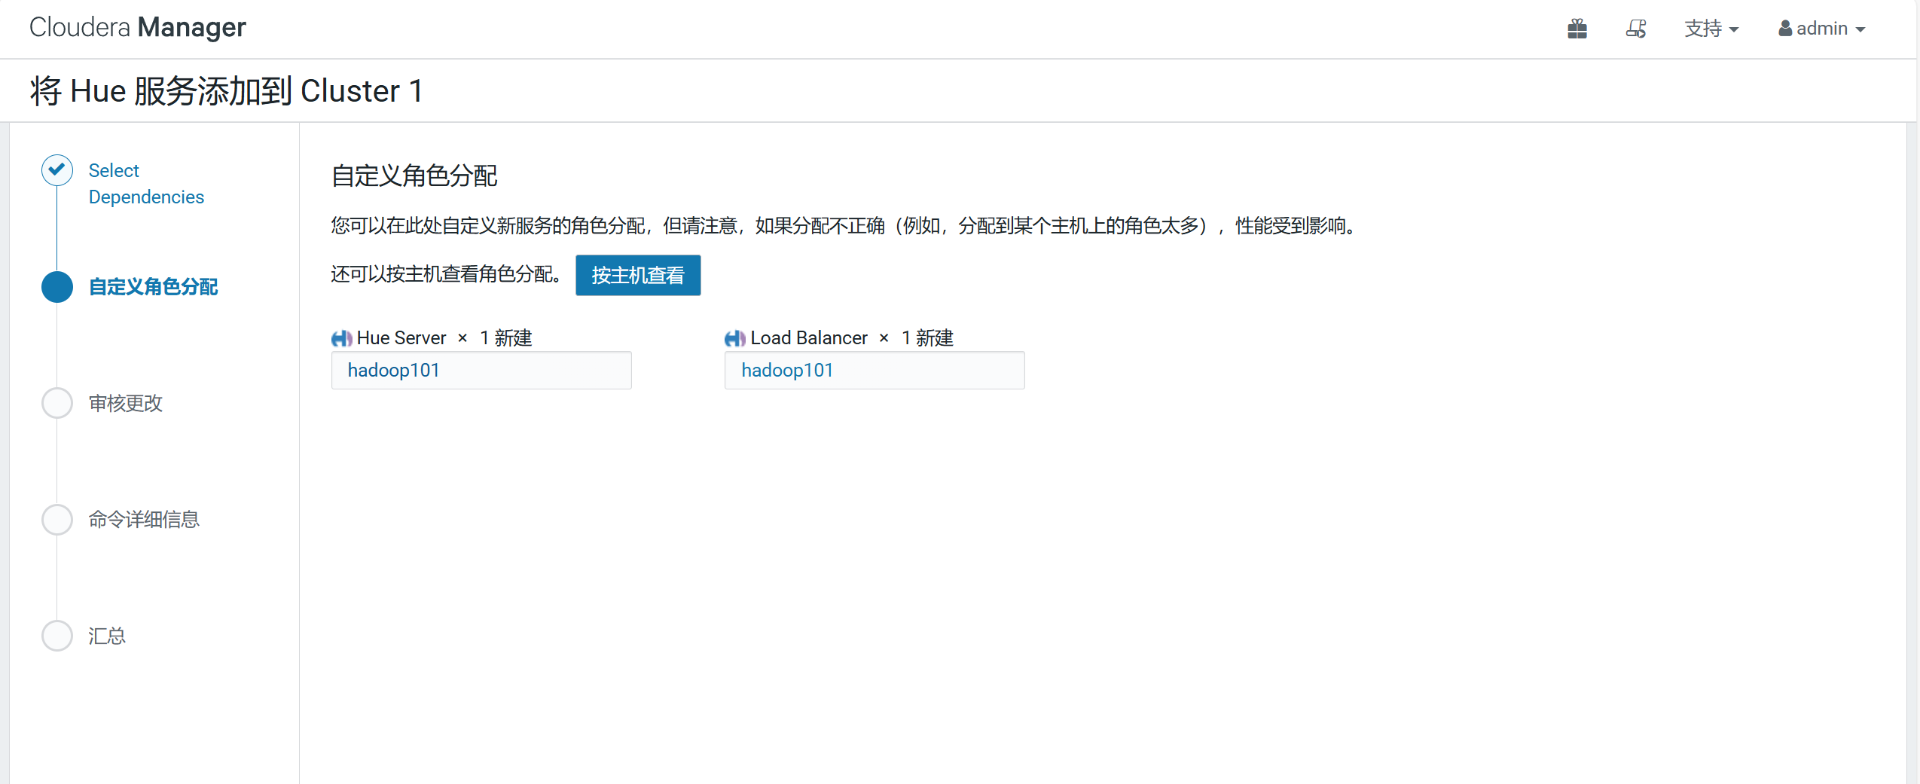 Cloudera Manager
支持
admin
将 Hue 服务添加到 Cluster 1
Select
Dependencies
自定义角色分配
审核更改
命令详细信息
汇总
自定义角色分配
您可以在此处自定义新服务的角色分配，但请注意，如果分配不正确（例如，分配到某个主机上的角色太多），性能受到影响。
还可以按主机查看角色分配。 按主机查看
Hue Server × 1 新建
hadoop101
Load Balancer × 1 新建
hadoop101